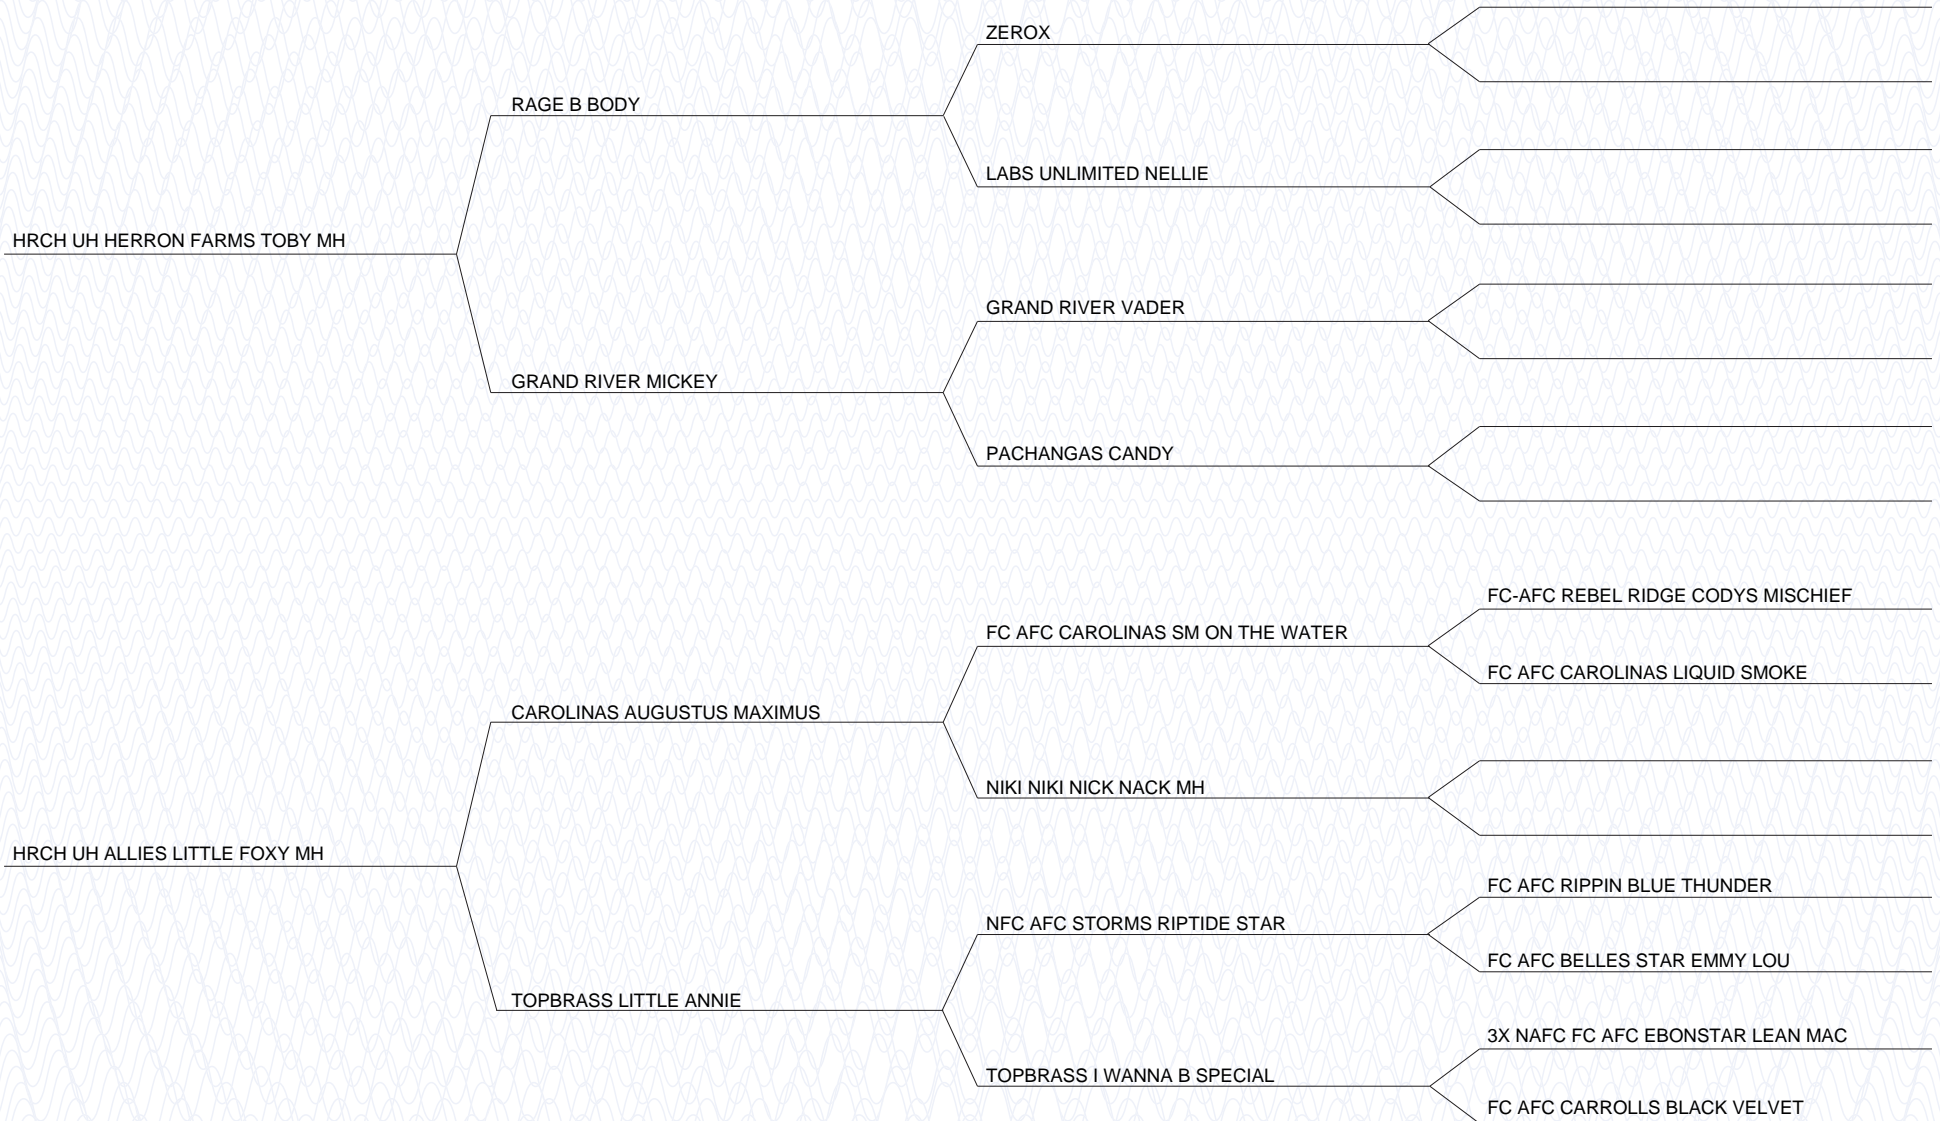 ZEROX
RAGE B BODY
LABS UNLIMITED NELLIE
HRCH UH HERRON FARMS TOBY MH
GRAND RIVER VADER
GRAND RIVER MICKEY
PACHANGAS CANDY
FC-AFC REBEL RIDGE CODYS MISCHIEF
FC AFC CAROLINAS SM ON THE WATER
FC AFC CAROLINAS LIQUID SMOKE
CAROLINAS AUGUSTUS MAXIMUS
NIKI NIKI NICK NACK MH
HRCH UH ALLIES LITTLE FOXY MH
FC AFC RIPPIN BLUE THUNDER
NFC AFC STORMS RIPTIDE STAR
FC AFC BELLES STAR EMMY LOU
TOPBRASS LITTLE ANNIE
3X NAFC FC AFC EBONSTAR LEAN MAC
TOPBRASS I WANNA B SPECIAL
FC AFC CARROLLS BLACK VELVET